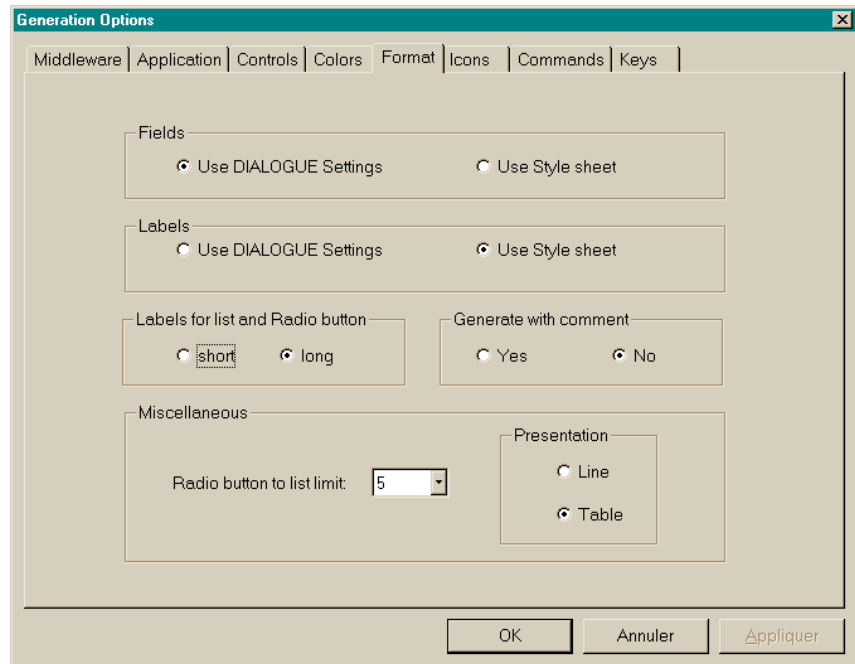 Generation Options
Middleware Application Controls Colors Format Icons Commands Keys
Fields
Use DIALOGUE Settings Use Style sheet
Labels
Use DIALOGUE Settings Use Style sheet
Labels for list and Radio button Generate with comment
short long Yes No
Miscellaneous
Presentation
Line
Radio button to list limit: 5
Table
OK Annuler Appliquer